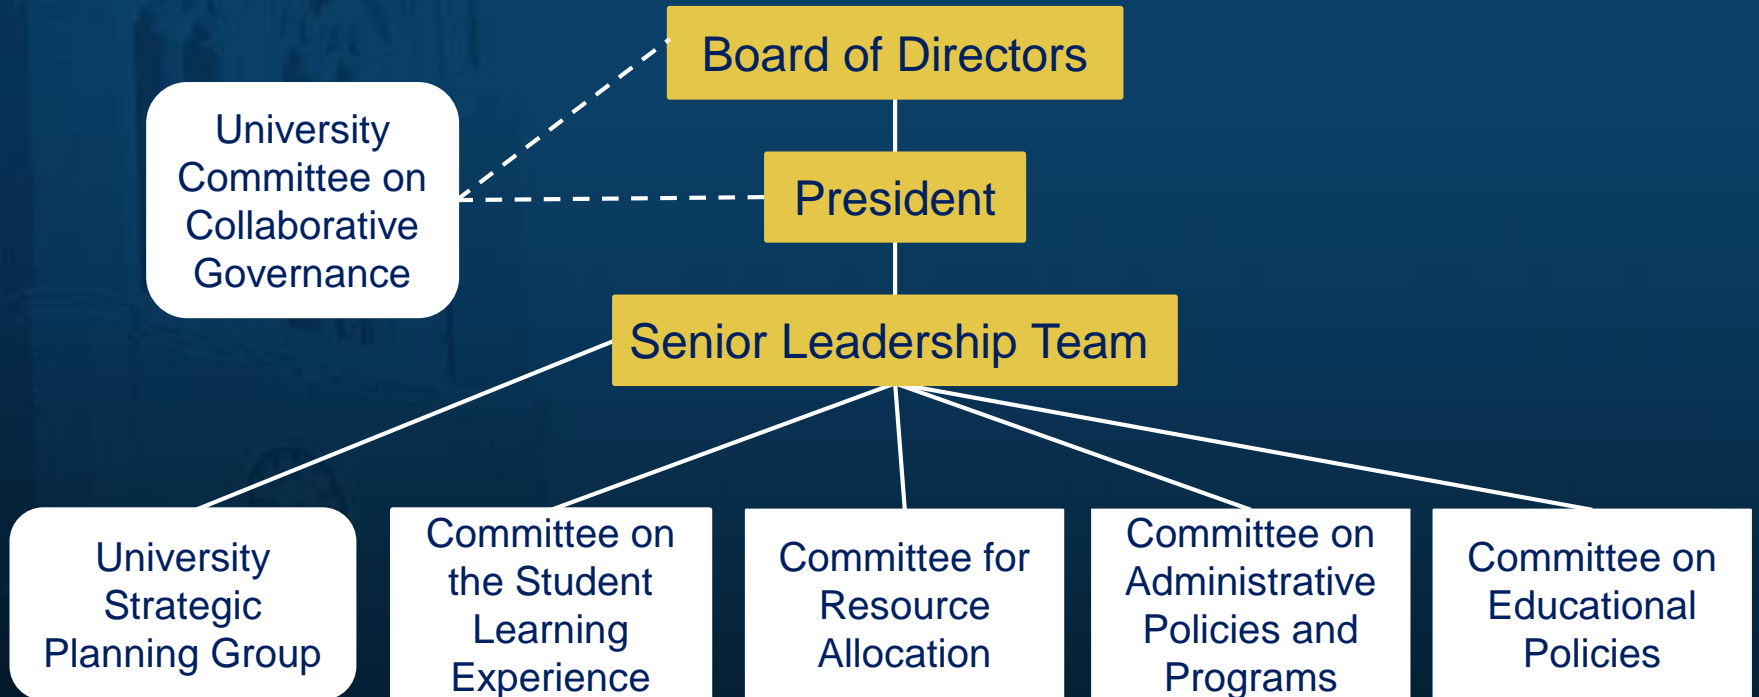 Board of Directors
University
Committee on
Collaborative
Governance
President
Senior Leadership Team
University
Strategic
Planning Group
Committee on
the Student
Learning
Experience
Committee for
Resource
Allocation
Committee on
Administrative
Policies and
Programs
Committee on
Educational
Policies